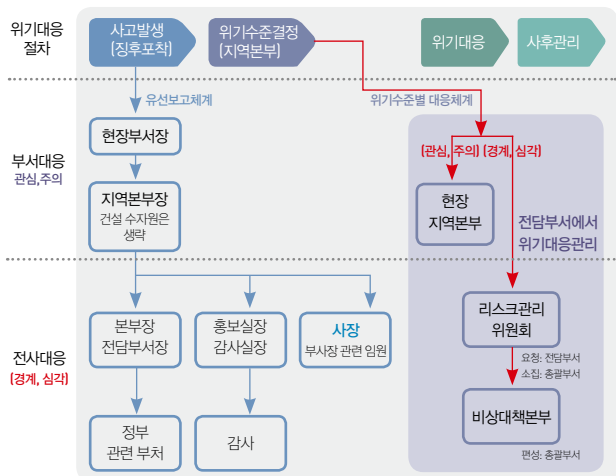 위기대응
절차
사고발생
(징후포착)
위기수준결정
(지역본부)
위기대응
사후관리
유선보고체계
위기수준별 대응체계
부서대응
관심,주의
현장부서장
지역본부장
건설 수자원은
생략
(관심, 주의) (경계, 심각)
현장
지역본부
전담부서에서
위기대응관리
전사대응
(경계, 심각)
본부장
전담부서장
홍보실장
감사실장
사장
부사장 관련 임원
정부
관련 부처
감사
리스크관리
위원회
요청: 전담부서
소집: 총괄부서
비상대책본부
편성: 총괄부서